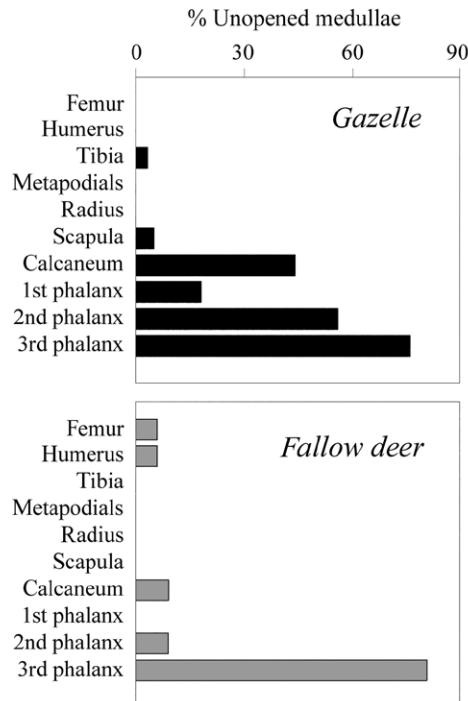 % Unopened medullae
0 30 60 90
Gazelle
Femur
Humerus
Tibia
Metapodials
Radius
Scapula
Calcaneum
1st phalanx
2nd phalanx
3rd phalanx
Fallow deer
Femur
Humerus
Tibia
Metapodials
Radius
Scapula
Calcaneum
1st phalanx
2nd phalanx
3rd phalanx